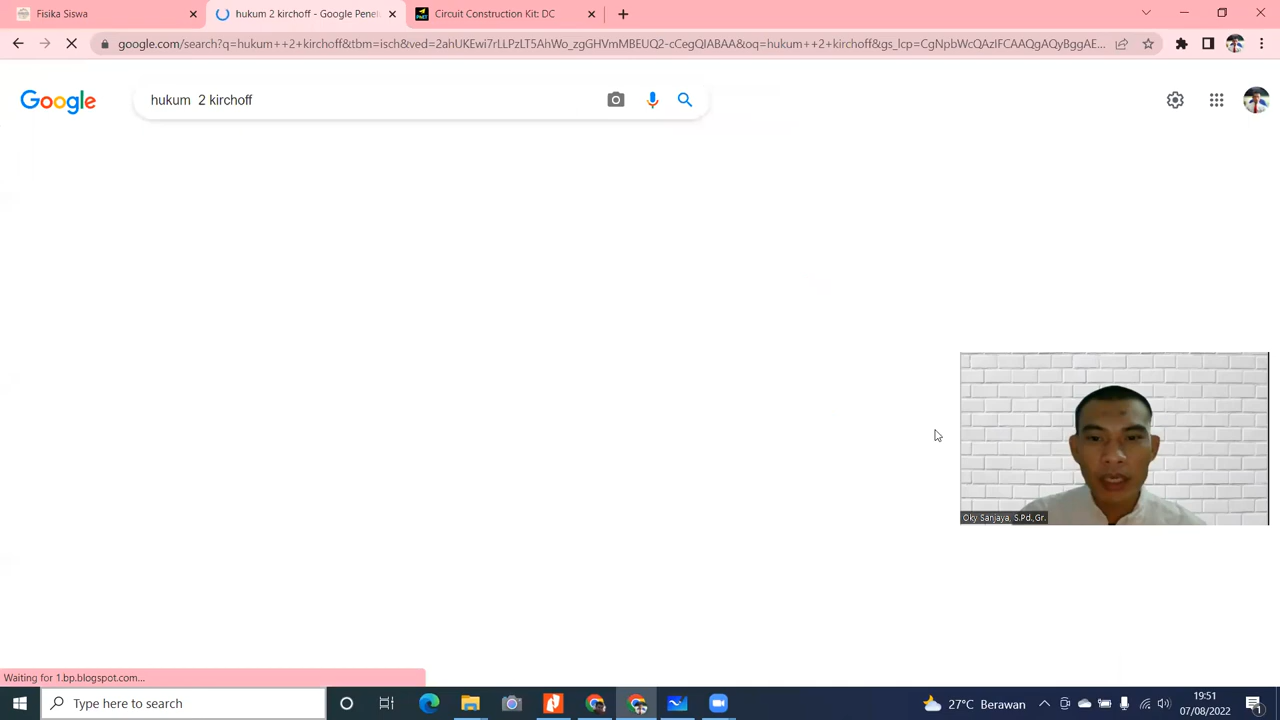 Fisika Siswa
hukum 2 kirchoff - Google Penel
Circuit Construction Kit: DC
google.com/search?q=hukum++2+kirchoff&tbm=isch&ved=2ahUKEwi7rLLPzLT5AhWo_zgGHVmMBEUQ2-cCegQIABAA&oq=hukum++2+kirchoff&gs_lcp=CgNpbWcQAzIFCAAQgAQyBggAE...
Google
hukum 2 kirchoff
Oky Sanjaya, S.Pd.,Gr.
Waiting for 1.bp.blogspot.com...
Type here to search
27°C Berawan
19:51
07/08/2022
1